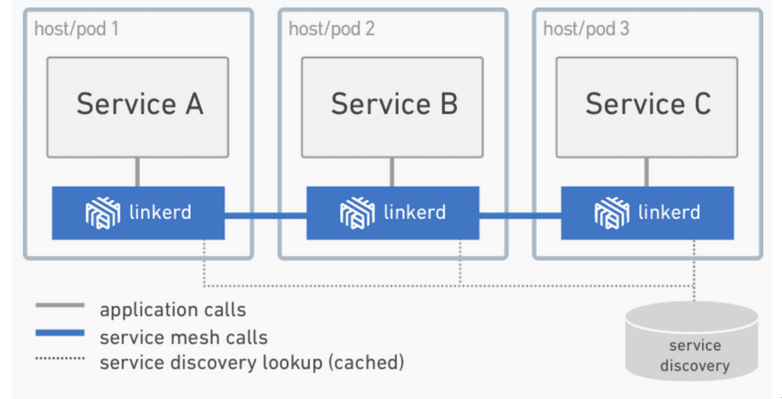 host/pod 1
host/pod 2
host/pod 3
Service A
Service B
Service C
linkerd
linkerd
linkerd
application calls
service mesh calls
service discovery lookup (cached)
service
discovery